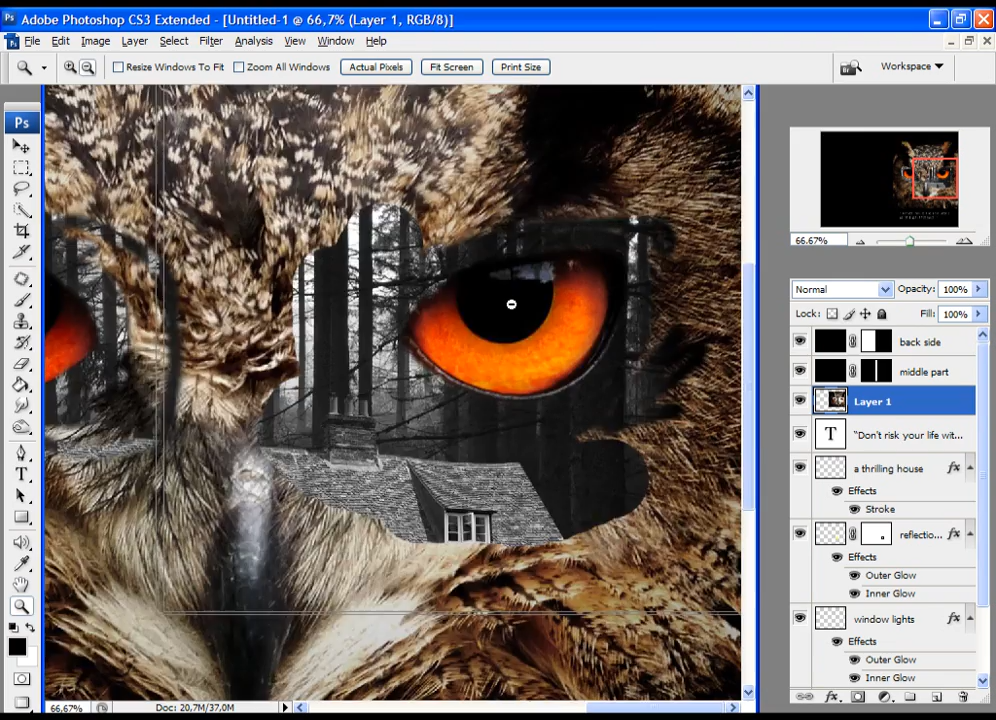 Adobe Photoshop CS3 Extended - [Untitled-1 @ 66,7% (Layer 1, RGB/8)]
File Edit Image Layer Select Filter Analysis View Window Help
Resize Windows To Fit Zoom All Windows Actual Pixels Fit Screen Print Size Workspace
Ps
66.67%
Normal Opacity: 100%
Lock: Fill: 100%
back side
middle part
Layer 1
T "Don't risk your life wit...
a thrilling house fx
Effects
Stroke
reflectio... fx
Effects
Outer Glow
Inner Glow
window lights fx
Effects
Outer Glow
Inner Glow
66,67% Doc: 20,7M/37,0M